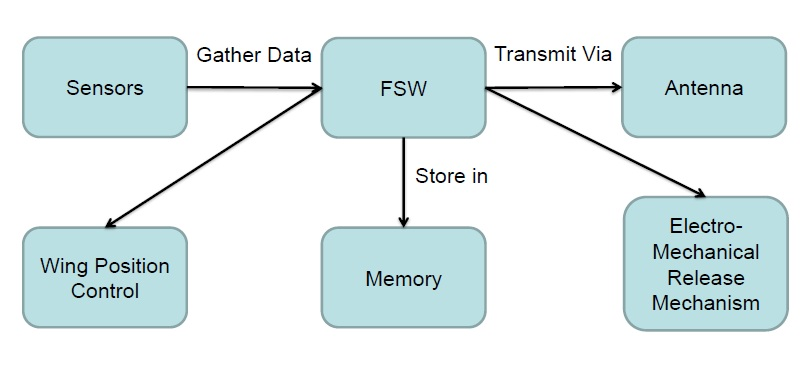 Gather Data
Transmit Via
Sensors
FSW
Antenna
Store in
Wing Position
Control
Memory
Electro-
Mechanical
Release
Mechanism